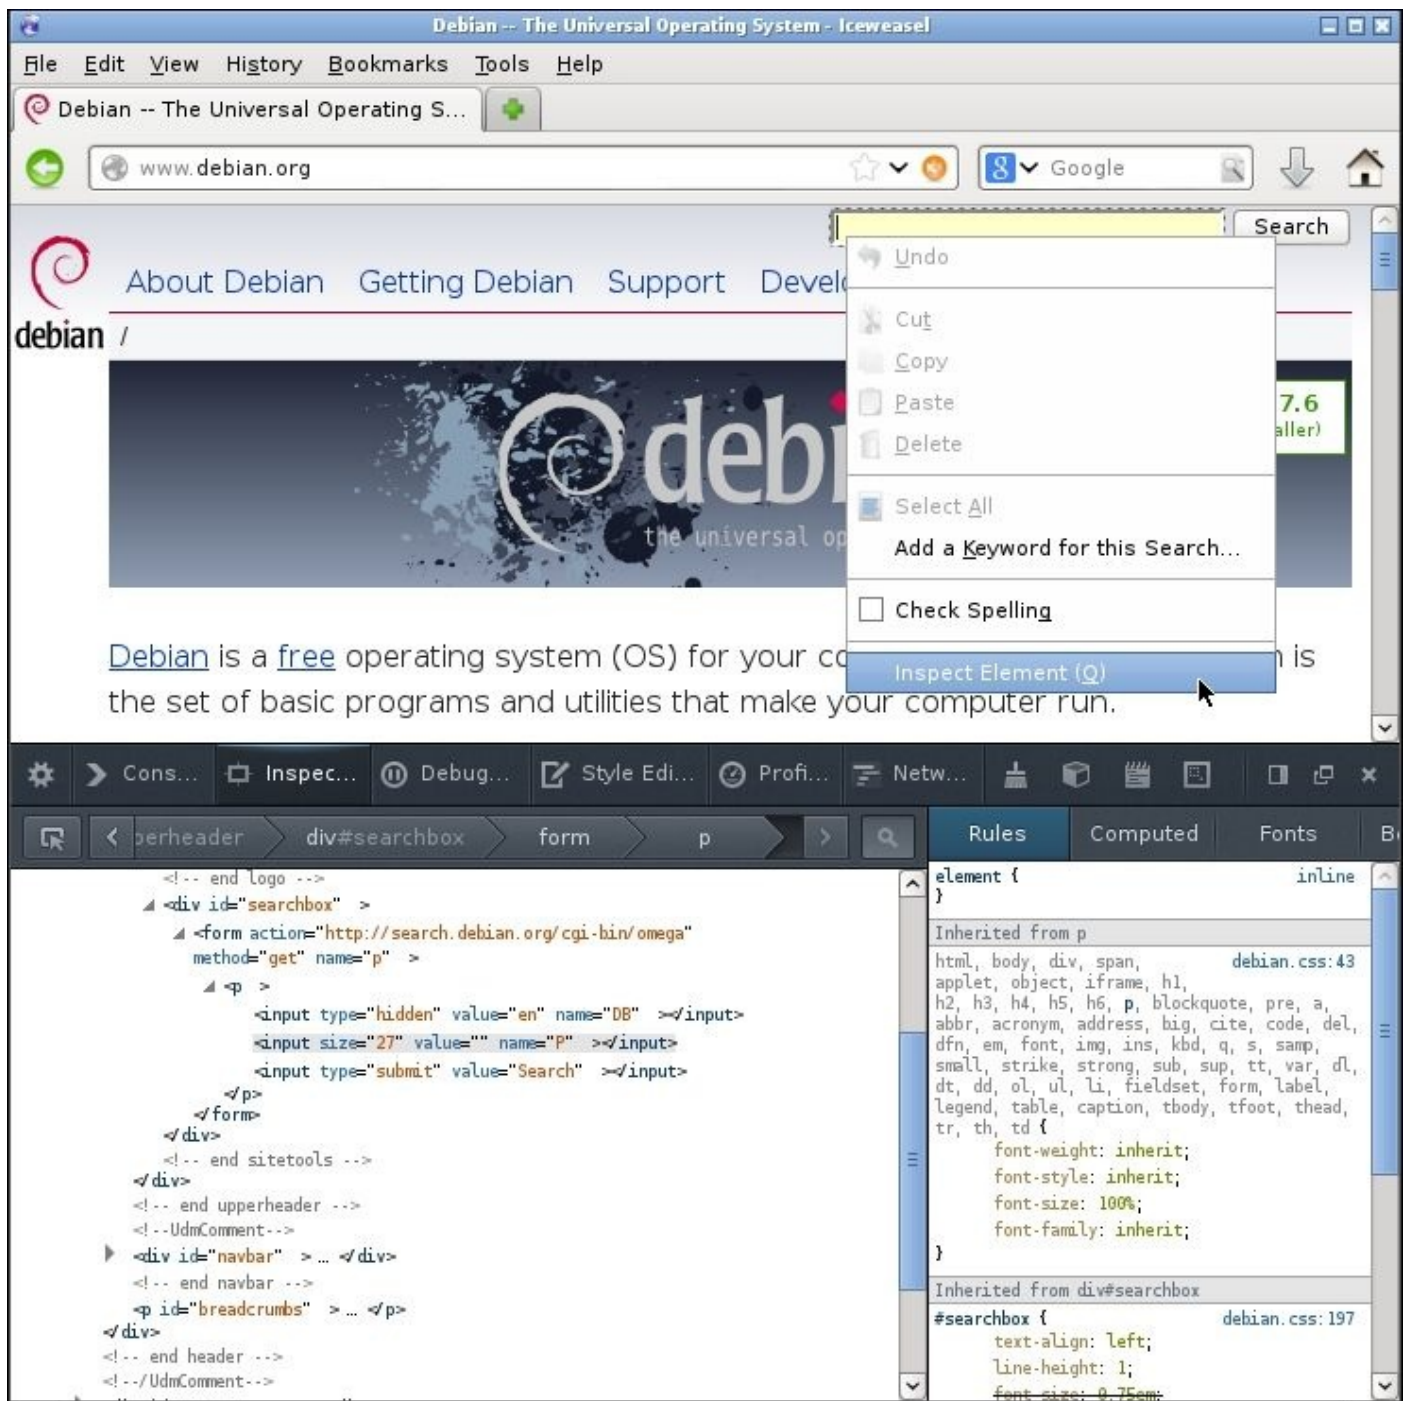 Debian -- The Universal Operating System - Iceweasel
File Edit View History Bookmarks Tools Help
Debian -- The Universal Operating S...
www.debian.org
Google
Search
About Debian Getting Debian Support Develo
debian /
debi
the universal op
7.6
aller)
Undo
Cut
Copy
Paste
Delete
Select All
Add a Keyword for this Search...
Check Spelling
Inspect Element (Q)
Debian is a free operating system (OS) for your co
is
the set of basic programs and utilities that make your computer run.
Cons... Inspec... Debug... Style Edi... Profi... Netw...
perheader div#searchbox form p
Rules Computed Fonts B
<!-- end logo -->
<div id="searchbox" >
<form action="http://search.debian.org/cgi-bin/omega"
method="get" name="p" >
<p >
<input type="hidden" value="en" name="DB" ></input>
<input size="27" value="" name="P" ></input>
<input type="submit" value="Search" ></input>
</p>
</form>
</div>
<!-- end sitetools -->
</div>
<!-- end upperheader -->
<!--UdmComment-->
<div id="navbar" > … </div>
<!-- end navbar -->
<p id="breadcrumbs" > … </p>
</div>
<!-- end header -->
<!--/UdmComment-->
element { inline
}
Inherited from p
html, body, div, span, debian.css:43
applet, object, iframe, h1,
h2, h3, h4, h5, h6, p, blockquote, pre, a,
abbr, acronym, address, big, cite, code, del,
dfn, em, font, img, ins, kbd, q, s, samp,
small, strike, strong, sub, sup, tt, var, dl,
dt, dd, ol, ul, li, fieldset, form, label,
legend, table, caption, tbody, tfoot, thead,
tr, th, td {
font-weight: inherit;
font-style: inherit;
font-size: 100%;
font-family: inherit;
}
Inherited from div#searchbox
#searchbox { debian.css:197
text-align: left;
line-height: 1;
font-size: 0.75em;